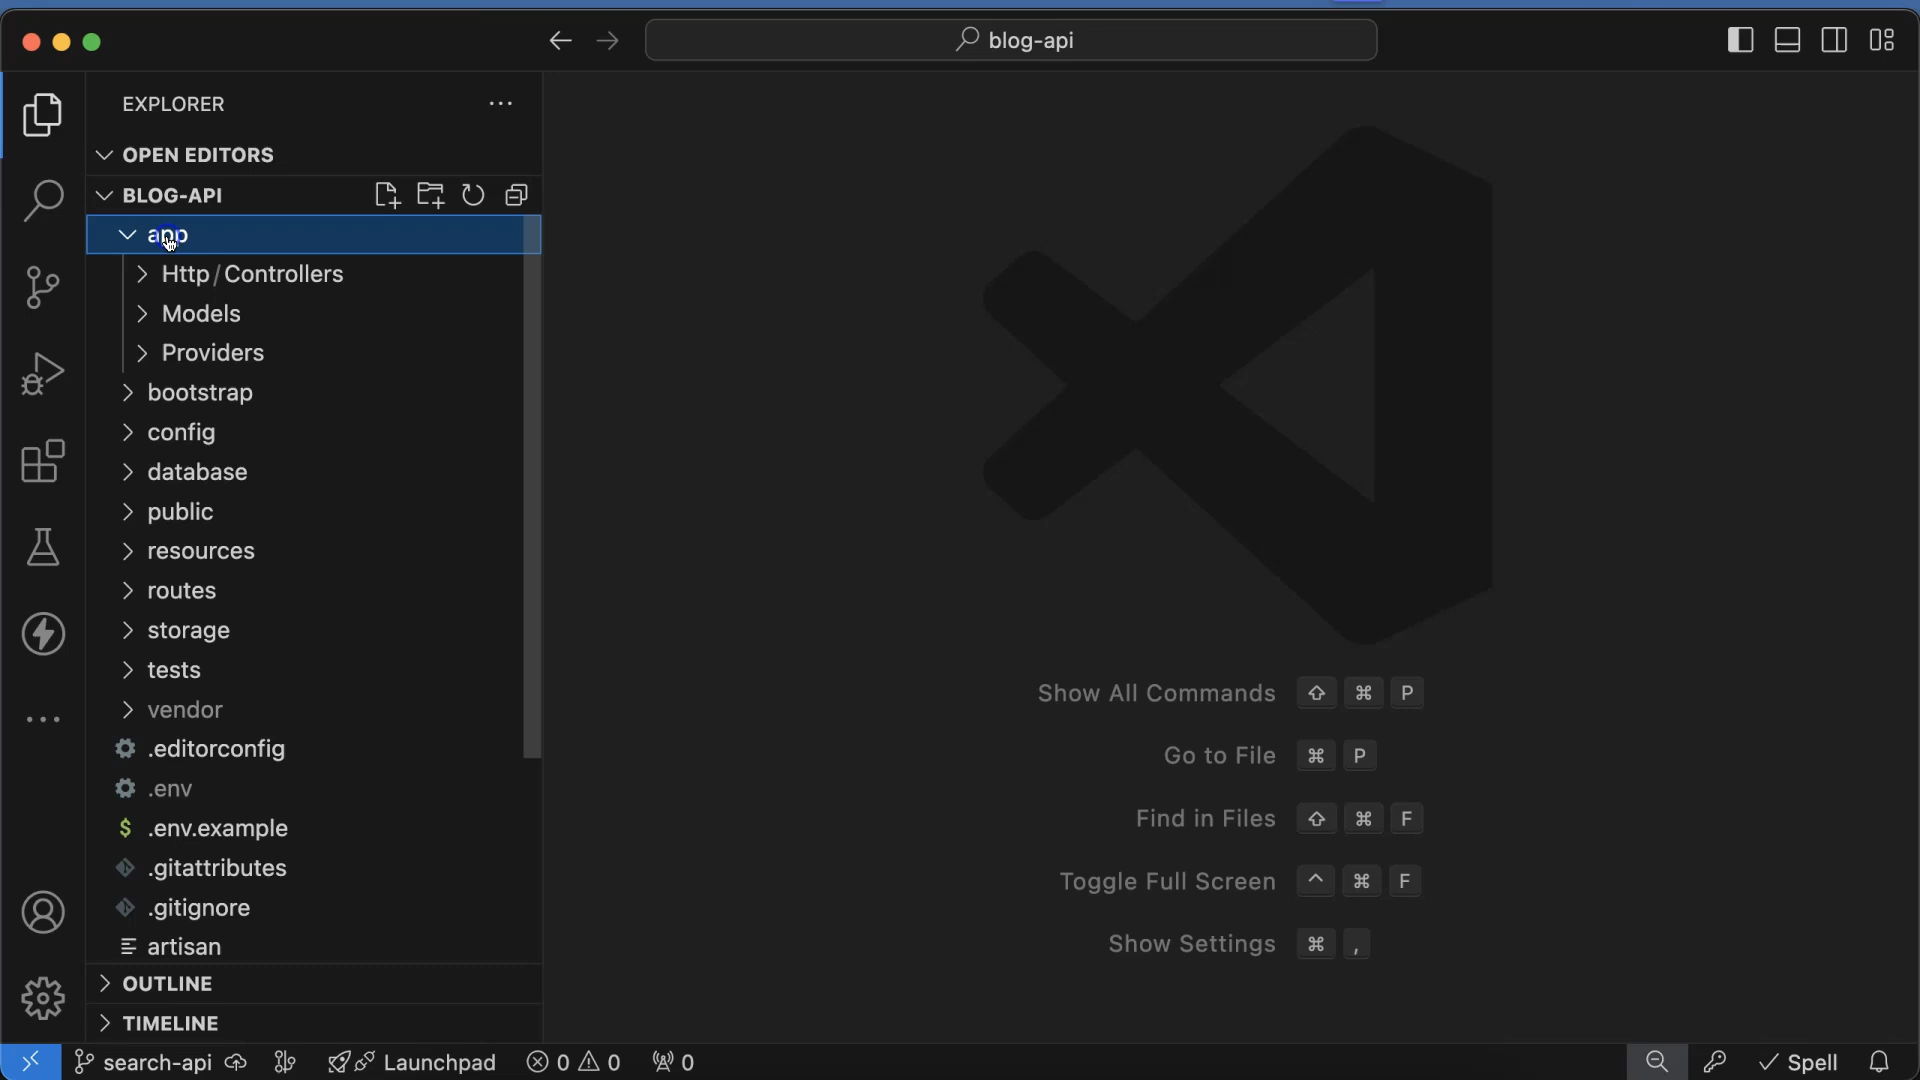 blog-api
EXPLORER
OPEN EDITORS
BLOG-API
app
Http / Controllers
Models
Providers
bootstrap
config
database
public
resources
routes
storage
tests
vendor
.editorconfig
.env
$ .env.example
.gitattributes
.gitignore
artisan
OUTLINE
TIMELINE
Show All Commands ⇧ ⌘ P
Go to File ⌘ P
Find in Files ⇧ ⌘ F
Toggle Full Screen ^ ⌘ F
Show Settings ⌘ ,
search-api Launchpad 0 0 0 Spell